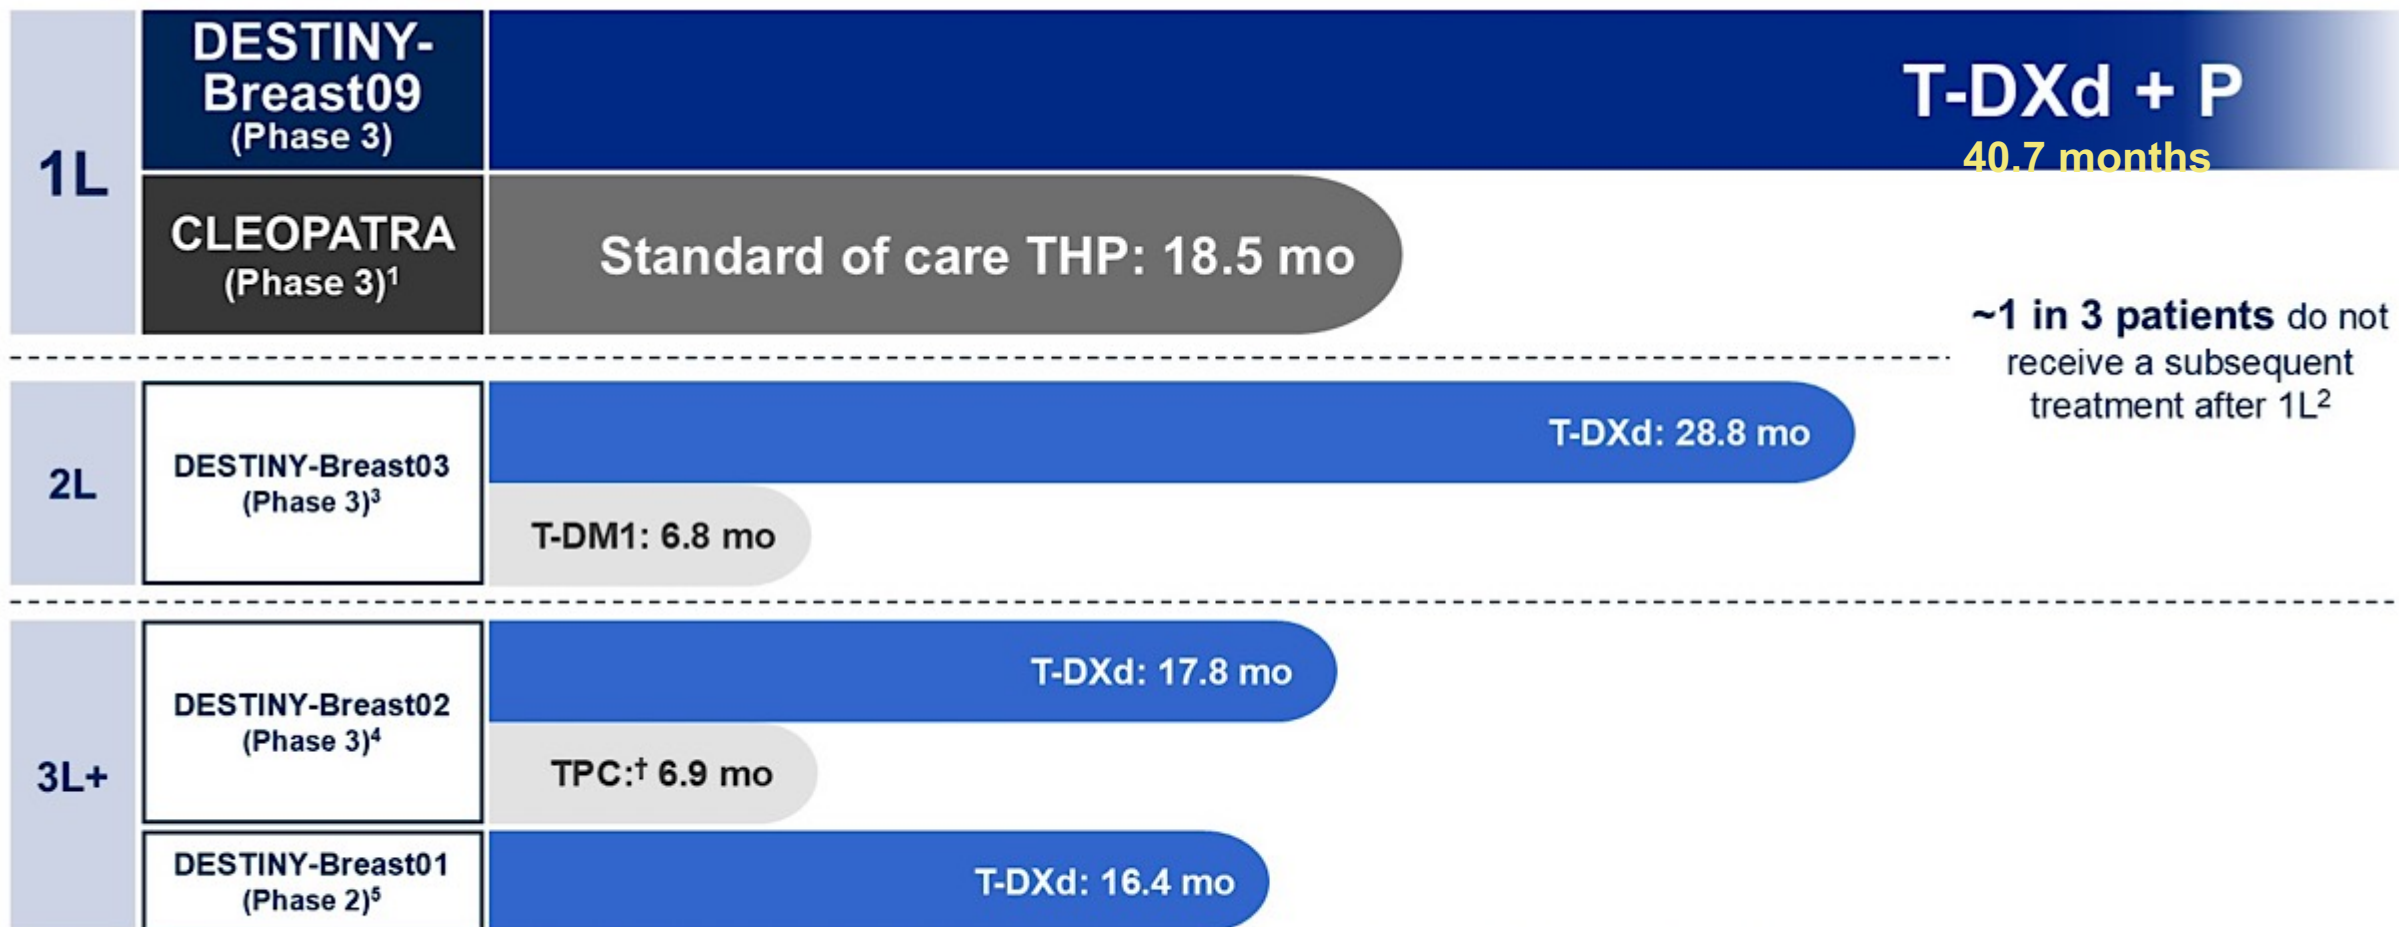 1L
DESTINY-
Breast09
(Phase 3)
T-DXd + P
40.7 months
CLEOPATRA
(Phase 3)¹
Standard of care THP: 18.5 mo
~1 in 3 patients do not
receive a subsequent
treatment after 1L²
2L
DESTINY-Breast03
(Phase 3)³
T-DXd: 28.8 mo
T-DM1: 6.8 mo
3L+
DESTINY-Breast02
(Phase 3)⁴
T-DXd: 17.8 mo
TPC:† 6.9 mo
DESTINY-Breast01
(Phase 2)⁵
T-DXd: 16.4 mo